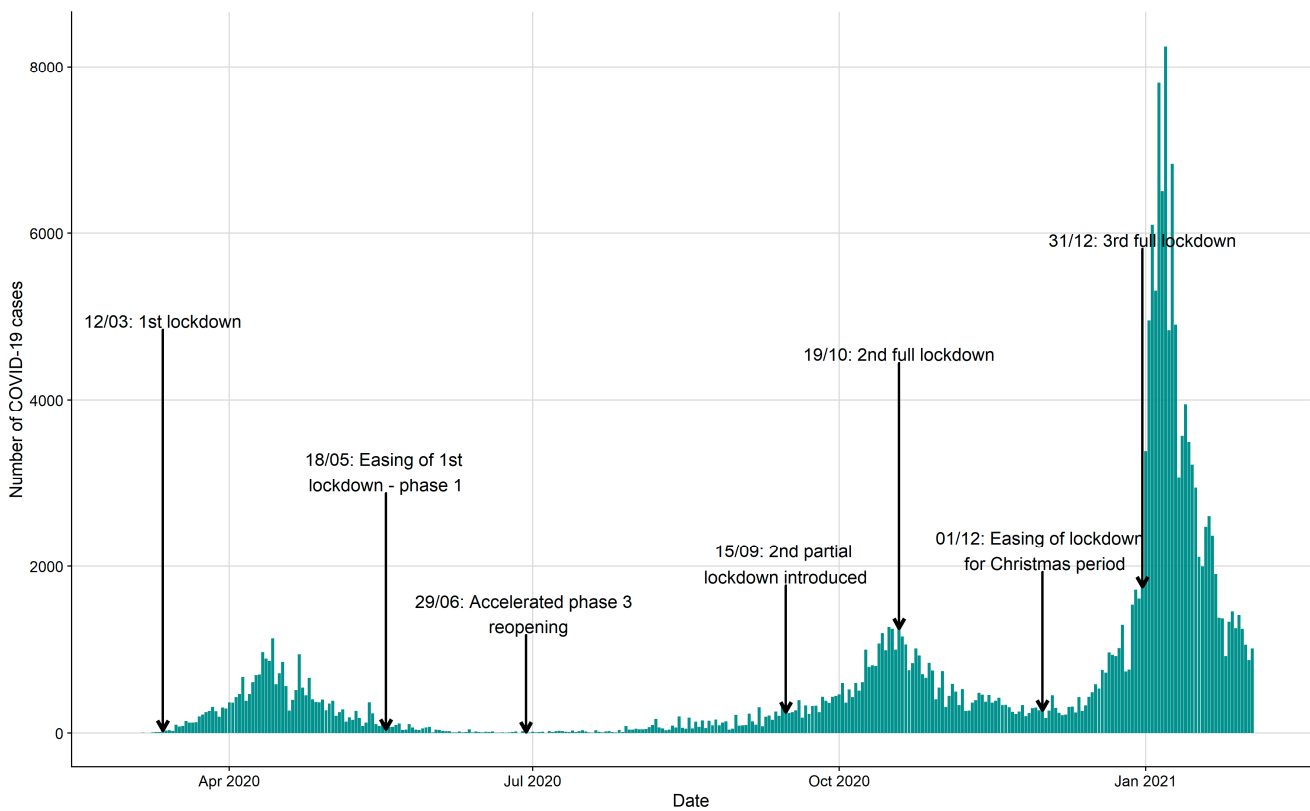 8000
6000
4000
2000
0
Number of COVID-19 cases
12/03: 1st lockdown
18/05: Easing of 1st
lockdown - phase 1
29/06: Accelerated phase 3
reopening
15/09: 2nd partial
lockdown introduced
19/10: 2nd full lockdown
01/12: Easing of lockdown
for Christmas period
31/12: 3rd full lockdown
Apr 2020
Jul 2020
Oct 2020
Jan 2021
Date